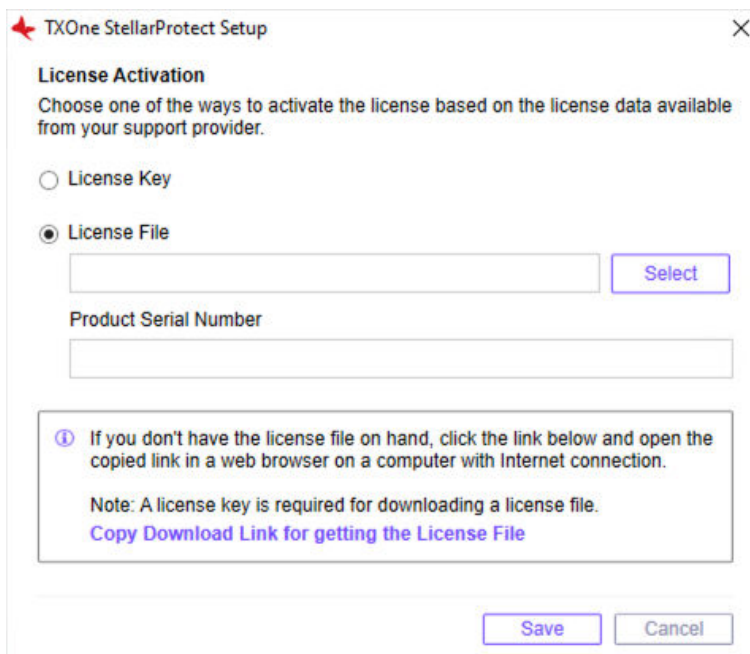 TXOne StellarProtect Setup
License Activation
Choose one of the ways to activate the license based on the license data available
from your support provider.
License Key
License File
Select
Product Serial Number
If you don't have the license file on hand, click the link below and open the
copied link in a web browser on a computer with Internet connection.
Note: A license key is required for downloading a license file.
Copy Download Link for getting the License File
Save
Cancel